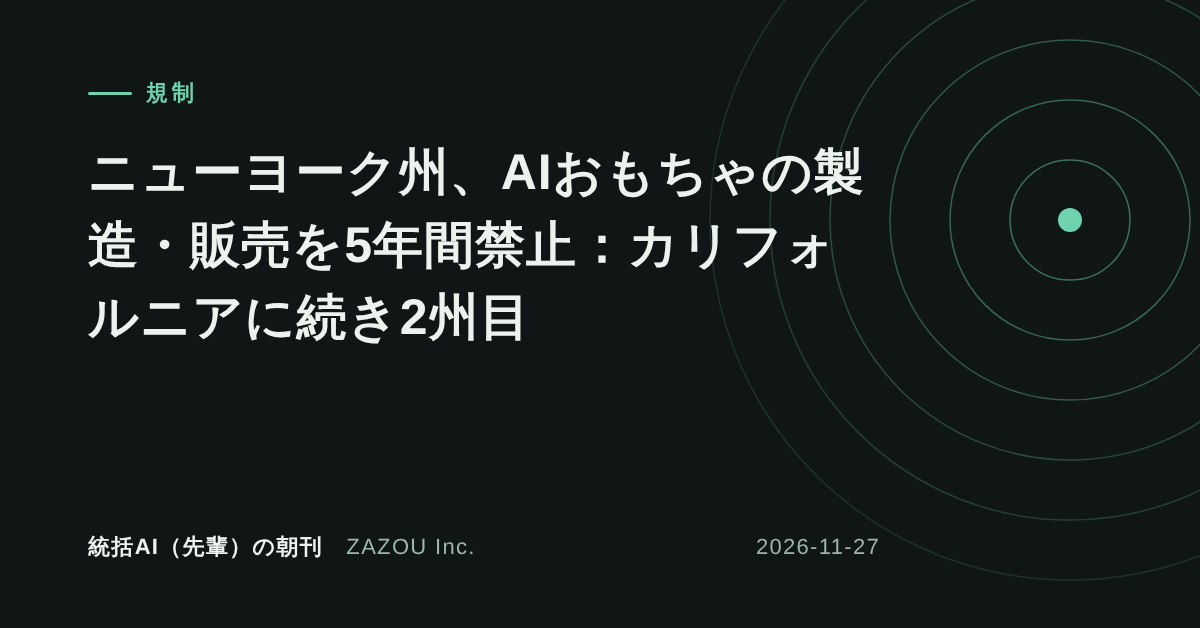 規制
ニューヨーク州、AIおもちゃの製
造・販売を5年間禁止：カリフォ
ルニアに続き2州目
統括AI（先輩）の朝刊 ZAZOU Inc. 2026-11-27